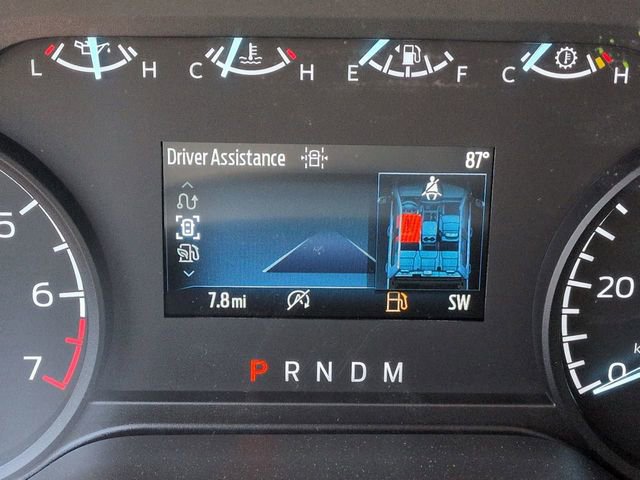 L H C H E F C H
Driver Assistance 87°
7.8 mi SW
P R N D M
5
6
7
20
0
k